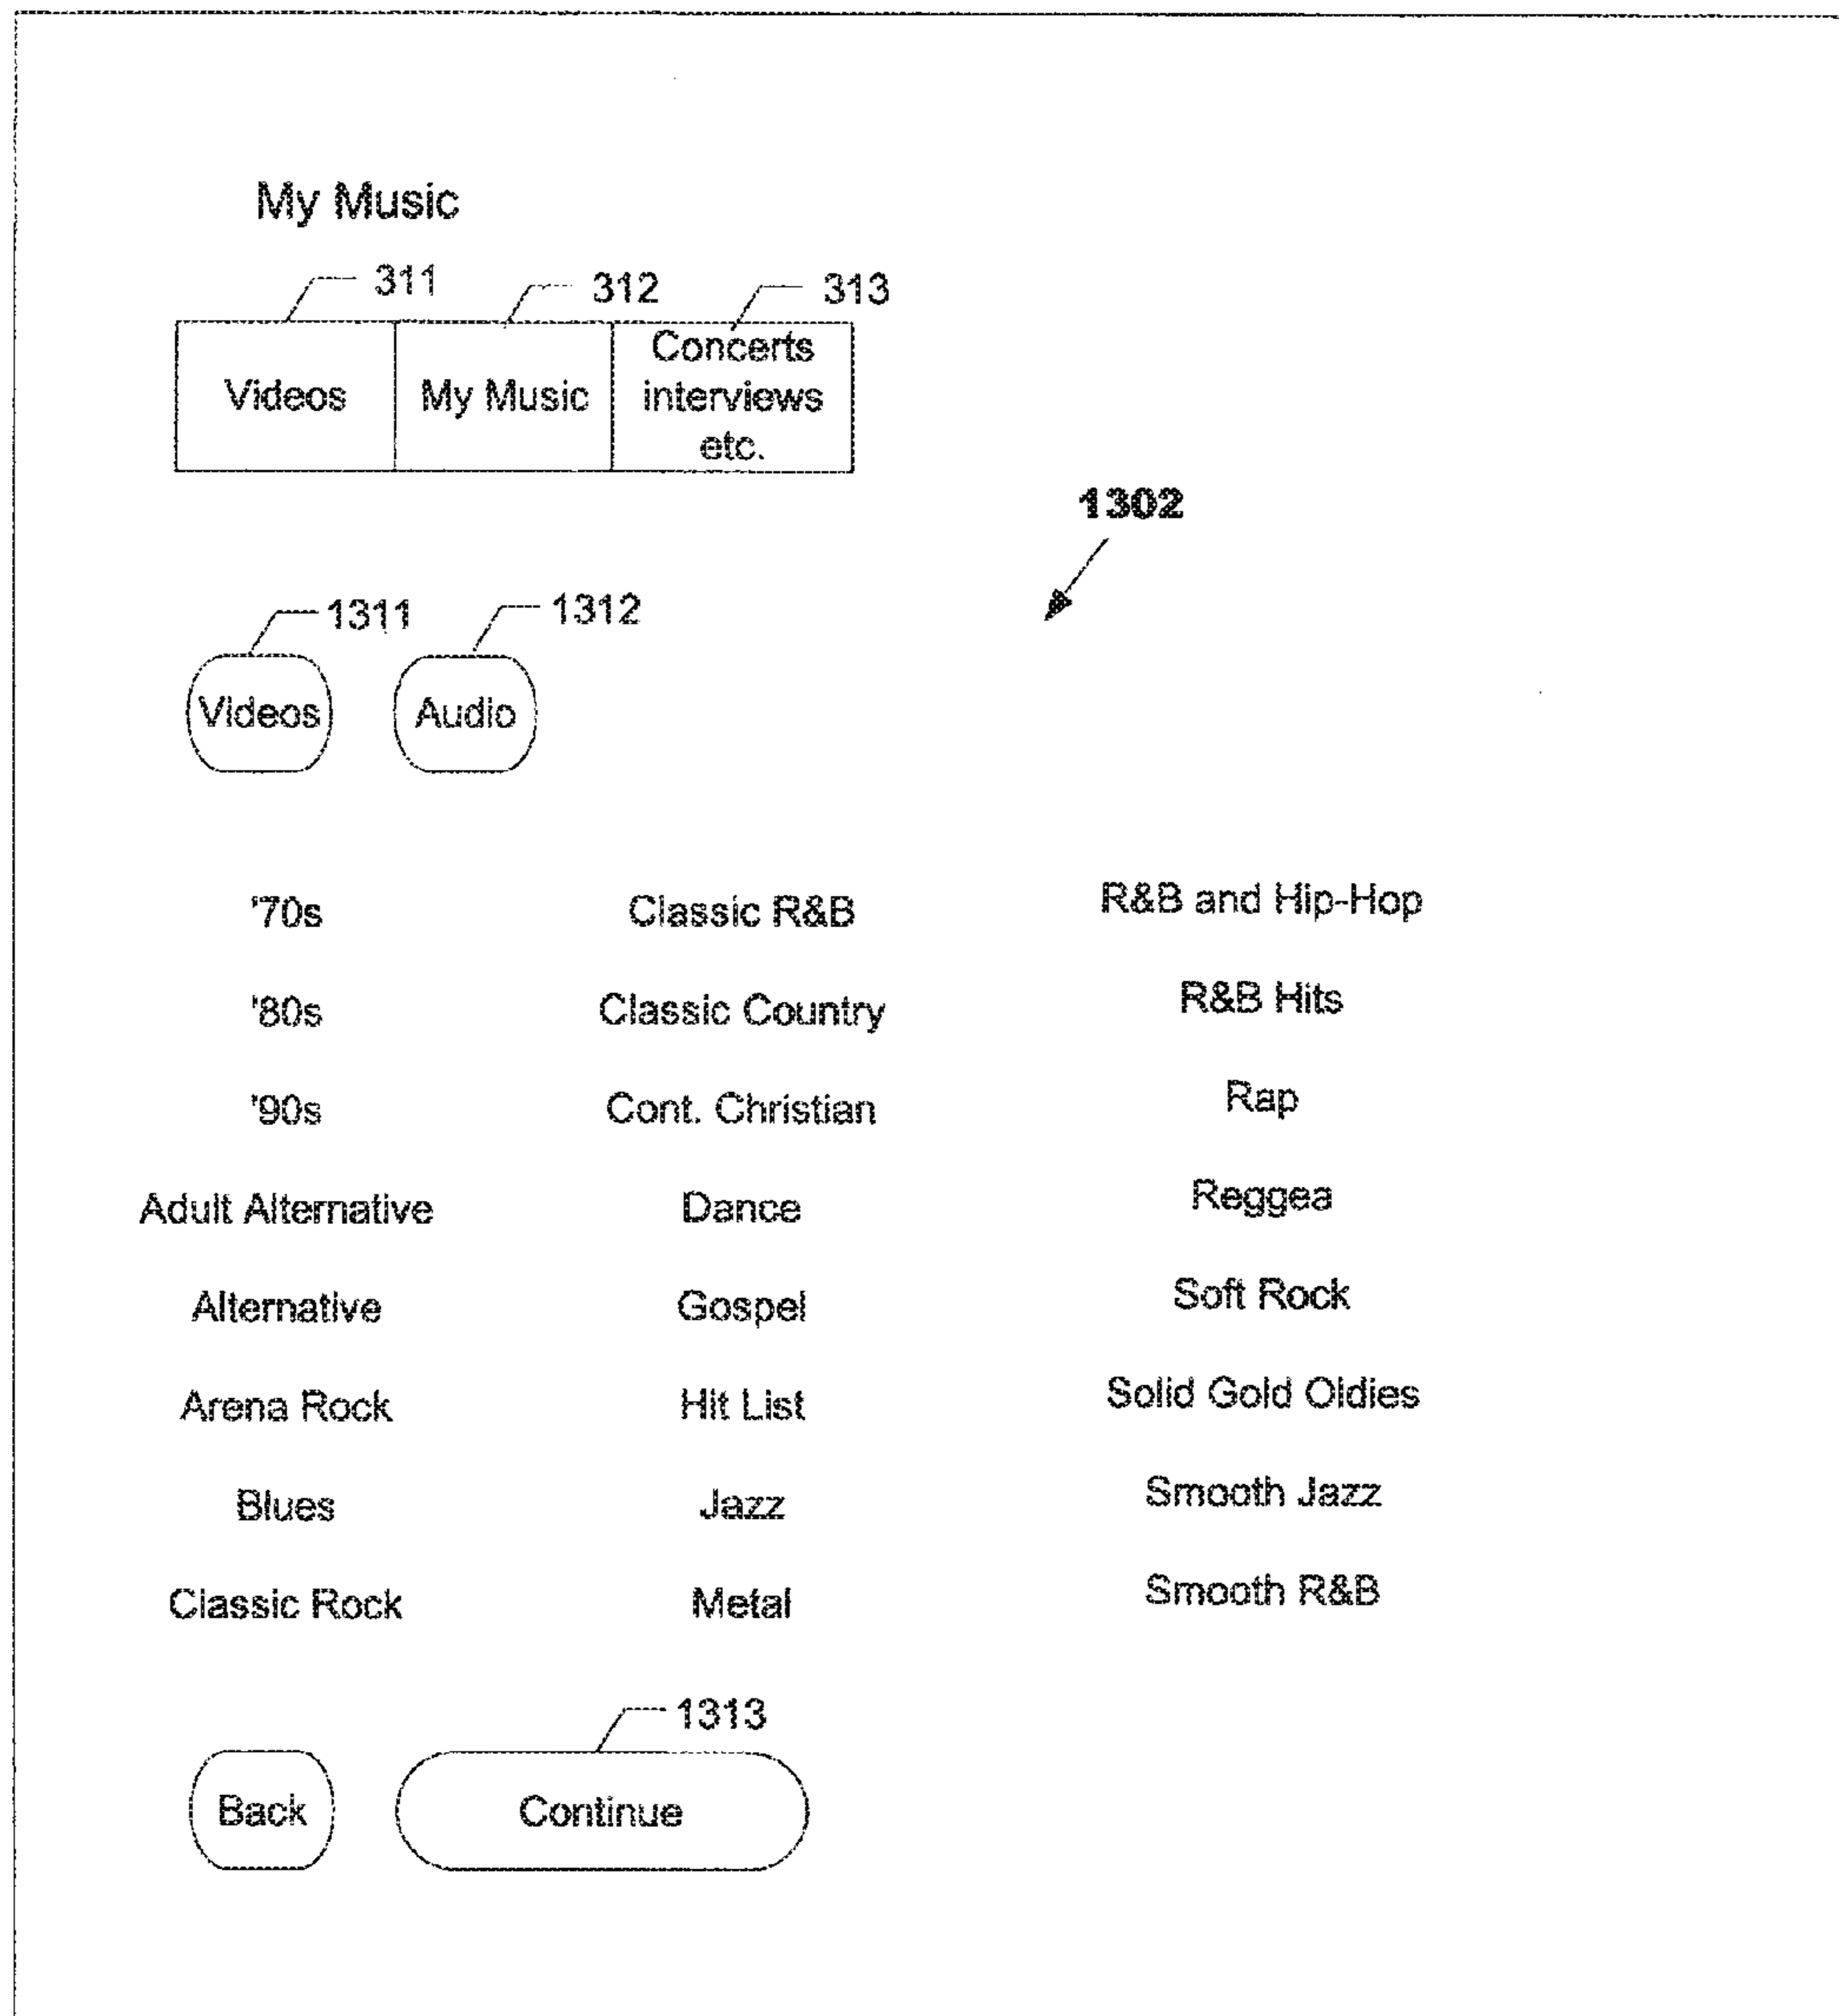 My Music
311 312 313
Videos My Music Concerts interviews etc.
1302
1311 1312
Videos Audio
'70s Classic R&B R&B and Hip-Hop
'80s Classic Country R&B Hits
'90s Cont. Christian Rap
Adult Alternative Dance Reggea
Alternative Gospel Soft Rock
Arena Rock Hit List Solid Gold Oldies
Blues Jazz Smooth Jazz
Classic Rock Metal Smooth R&B
1313
Back Continue